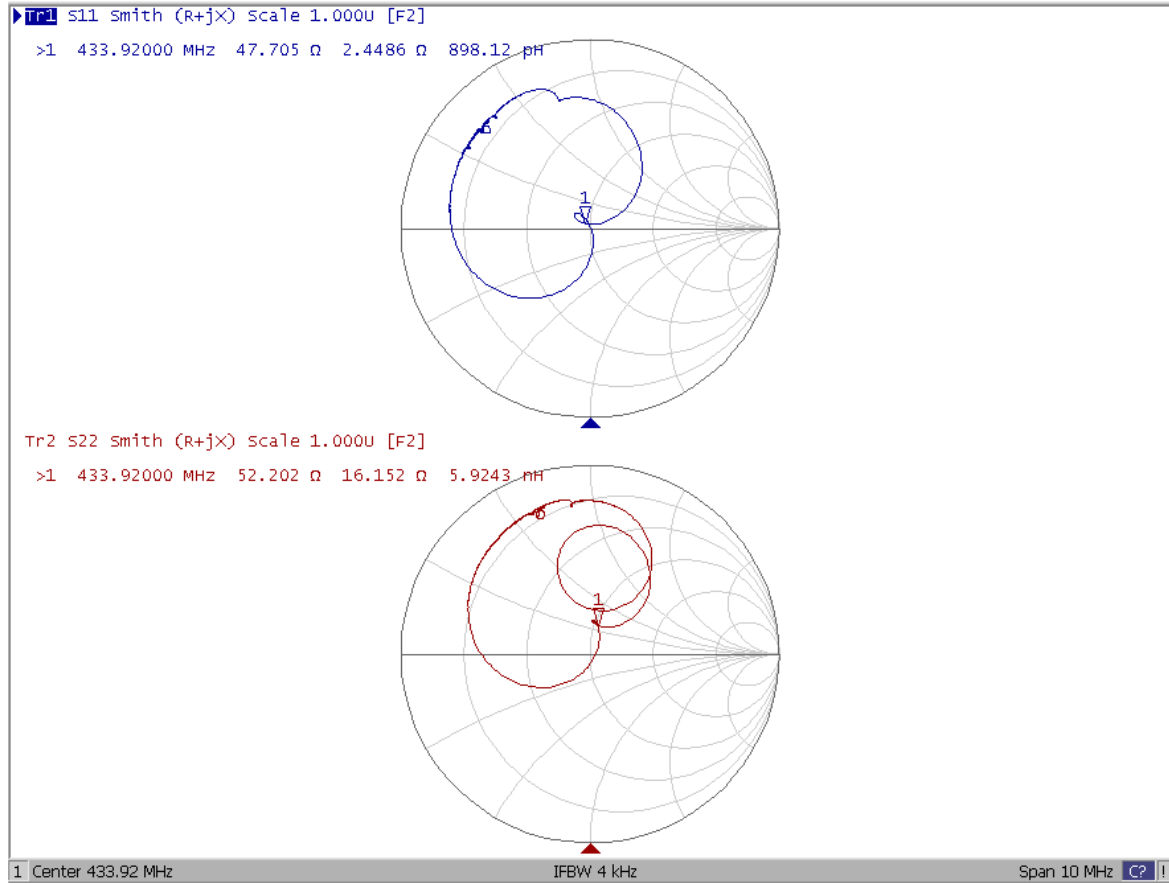 Tr1 S11 Smith (R+jX) Scale 1.000U [F2]
>1 433.92000 MHz 47.705 Ω 2.4486 Ω 898.12 pH
1
Tr2 S22 Smith (R+jX) Scale 1.000U [F2]
>1 433.92000 MHz 52.202 Ω 16.152 Ω 5.9243 nH
1
1 Center 433.92 MHz IFBW 4 kHz Span 10 MHz C? !